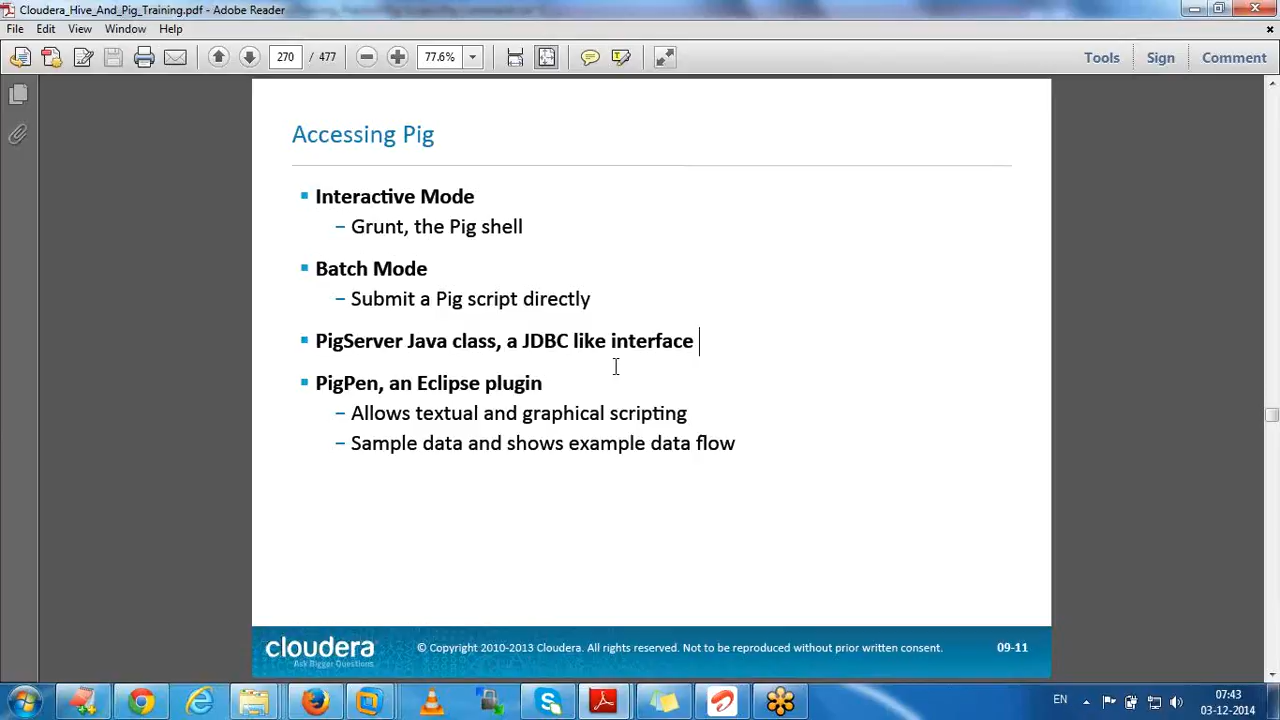 Cloudera_Hive_And_Pig_Training.pdf - Adobe Reader
File Edit View Window Help
270 / 477 77.6% Tools Sign Comment
Accessing Pig
Interactive Mode
– Grunt, the Pig shell
Batch Mode
– Submit a Pig script directly
PigServer Java class, a JDBC like interface
PigPen, an Eclipse plugin
– Allows textual and graphical scripting
– Sample data and shows example data flow
cloudera
Ask Bigger Questions
© Copyright 2010-2013 Cloudera. All rights reserved. Not to be reproduced without prior written consent. 09-11
EN 07:43
03-12-2014